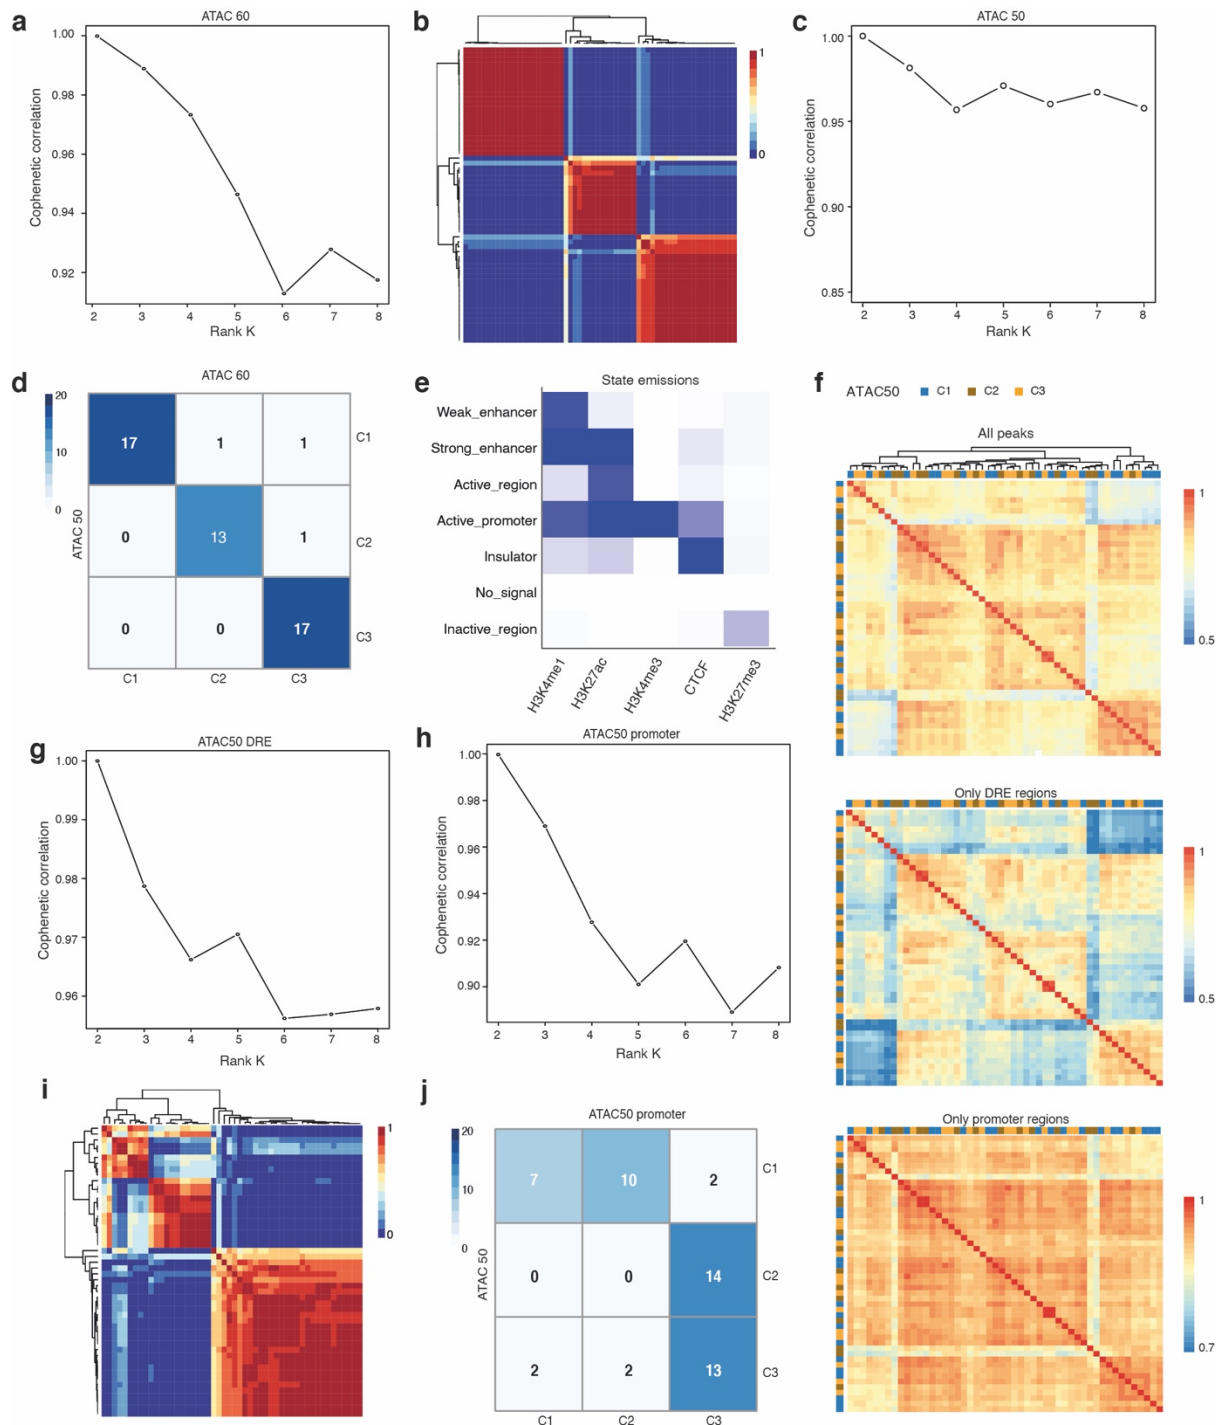 a
ATAC 60
1.00
0.98
0.96
0.94
0.92
Cophenetic correlation
2 3 4 5 6 7 8
Rank K
b
1
0
c
ATAC 50
1.00
0.95
0.90
0.85
Cophenetic correlation
2 3 4 5 6 7 8
Rank K
d
ATAC 60
20
10
0
ATAC 50
17 1 1 C1
0 13 1 C2
0 0 17 C3
C1 C2 C3
e
State emissions
Weak_enhancer
Strong_enhancer
Active_region
Active_promoter
Insulator
No_signal
Inactive_region
H3K4me1 H3K27ac H3K4me3 CTCF H3K27me3
f
ATAC50 C1 C2 C3
All peaks
1
0.5
Only DRE regions
1
0.5
Only promoter regions
1
0.7
g
ATAC50 DRE
1.00
0.99
0.98
0.97
0.96
Cophenetic correlation
2 3 4 5 6 7 8
Rank K
h
ATAC50 promoter
1.00
0.98
0.96
0.94
0.92
0.90
Cophenetic correlation
2 3 4 5 6 7 8
Rank K
i
1
0
j
ATAC50 promoter
20
10
0
ATAC 50
7 10 2 C1
0 0 14 C2
2 2 13 C3
C1 C2 C3